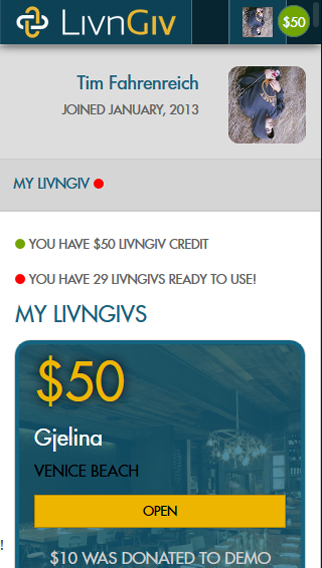 LivnGiv
$50
Tim Fahrenreich
JOINED JANUARY, 2013
MY LIVNGIV
YOU HAVE $50 LIVNGIV CREDIT
YOU HAVE 29 LIVNGIVS READY TO USE!
MY LIVNGIVS
$50
Gjelina
VENICE BEACH
OPEN
!
$10 WAS DONATED TO DEMO